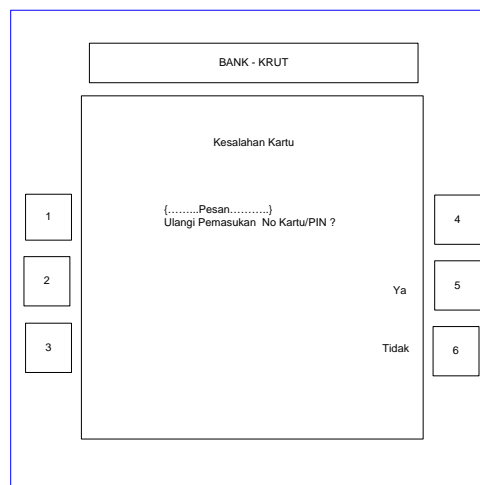 BANK - KRUT
Kesalahan Kartu
{……...Pesan………..}
Ulangi Pemasukan No Kartu/PIN ?
1
4
2
Ya
5
3
Tidak
6